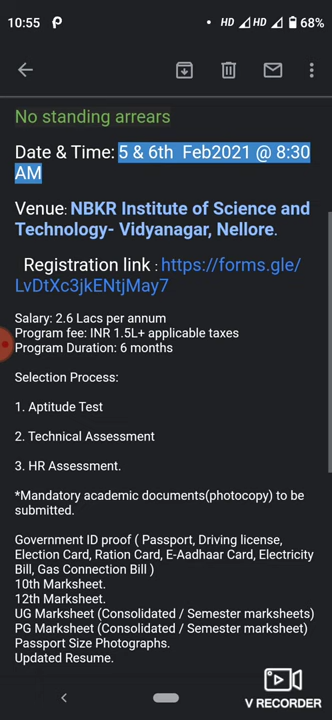 10:55 HD HD 68%
No standing arrears
Date & Time: 5 & 6th Feb2021 @ 8:30
AM
Venue: NBKR Institute of Science and
Technology- Vidyanagar, Nellore.
Registration link : https://forms.gle/
LvDtXc3jkENtjMay7
Salary: 2.6 Lacs per annum
Program fee: INR 1.5L+ applicable taxes
Program Duration: 6 months
Selection Process:
1. Aptitude Test
2. Technical Assessment
3. HR Assessment.
*Mandatory academic documents(photocopy) to be
submitted.
Government ID proof ( Passport, Driving license,
Election Card, Ration Card, E-Aadhaar Card, Electricity
Bill, Gas Connection Bill )
10th Marksheet.
12th Marksheet.
UG Marksheet (Consolidated / Semester marksheets)
PG Marksheet (Consolidated / Semester marksheet)
Passport Size Photographs.
Updated Resume.
V RECORDER